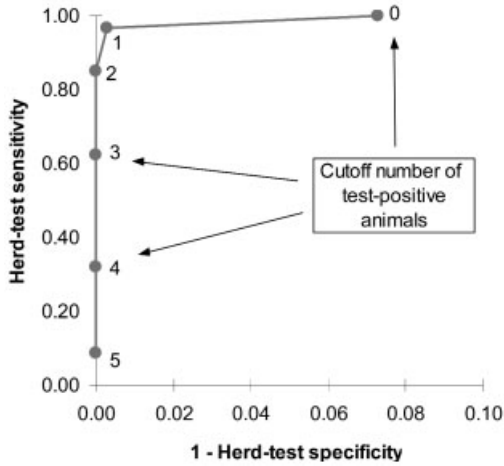 1.00
0.80
0.60
0.40
0.20
0.00
Herd-test sensitivity
0
1
2
3
4
5
Cutoff number of
test-positive
animals
0.00 0.02 0.04 0.06 0.08 0.10
1 - Herd-test specificity